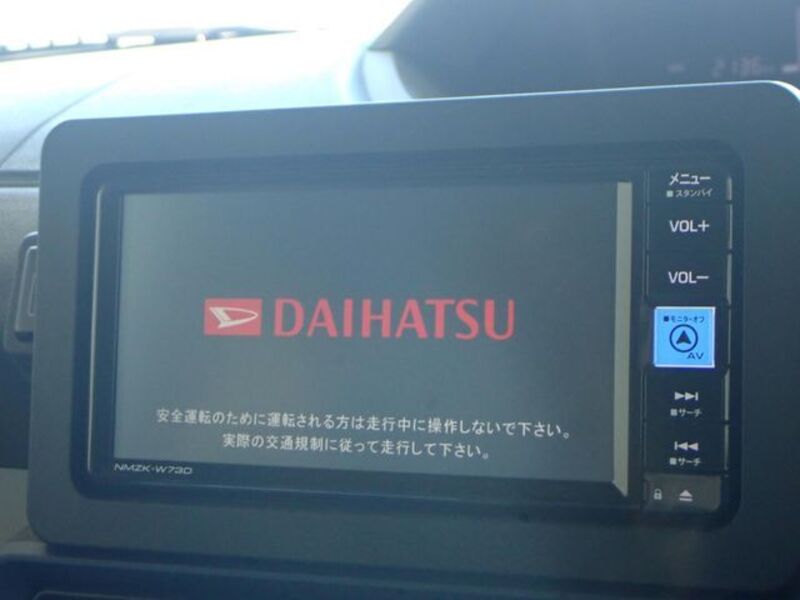 メニュー
■スタンバイ
VOL+
VOL−
■モニターオフ
AV
DAIHATSU
■サーチ
安全運転のために運転される方は走行中に操作しないで下さい。
実際の交通規制に従って走行して下さい。
■サーチ
NMZK-W73D